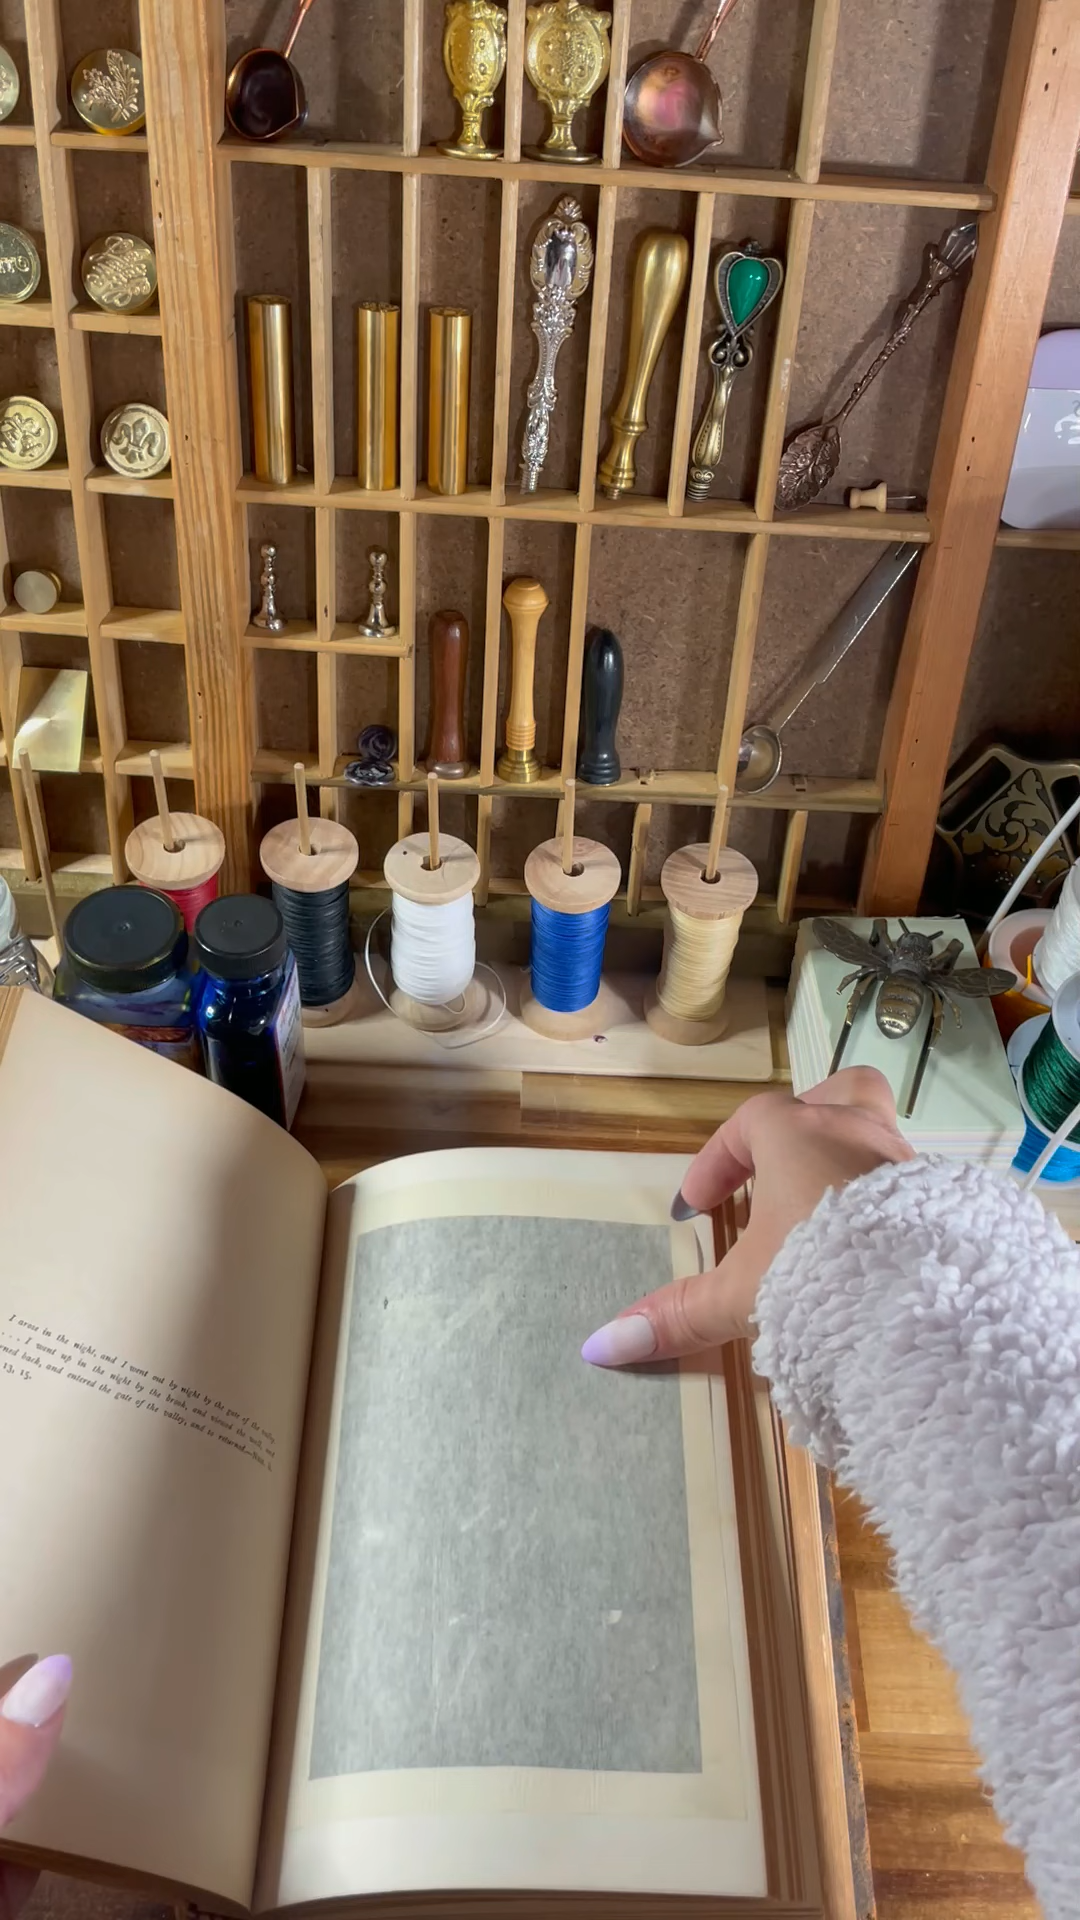 I arose in the night, and I went out by night by the gate of the valley,
. . . I went up in the night by the brook, and viewed the wall, and
rned back, and entered the gate of the valley, and so returned.—Neh. 2.
13, 15.